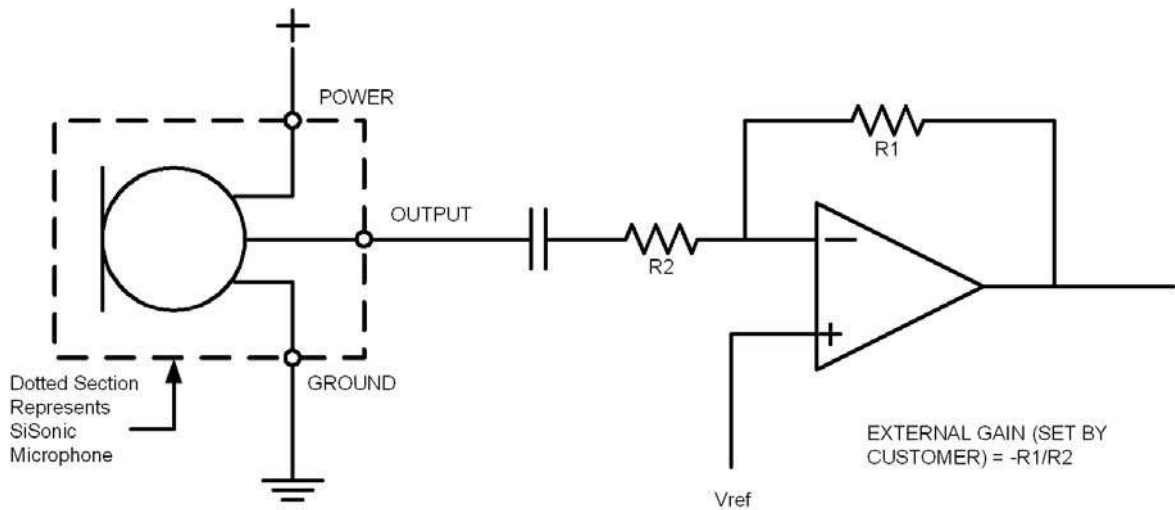 POWER
R1
OUTPUT
R2
GROUND
Dotted Section
Represents
SiSonic
Microphone
EXTERNAL GAIN (SET BY
CUSTOMER) = -R1/R2
Vref